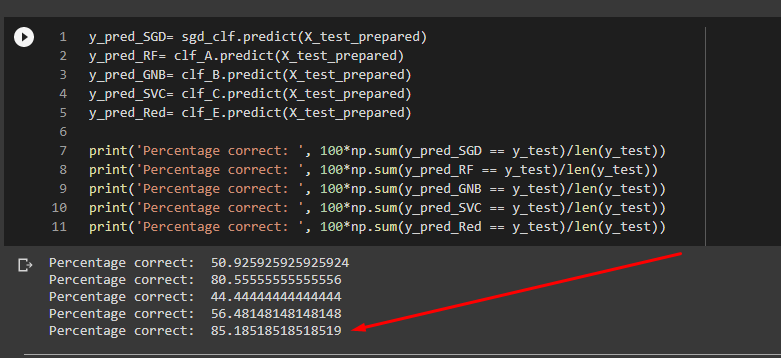 1 y_pred_SGD= sgd_clf.predict(X_test_prepared)
2 y_pred_RF= clf_A.predict(X_test_prepared)
3 y_pred_GNB= clf_B.predict(X_test_prepared)
4 y_pred_SVC= clf_C.predict(X_test_prepared)
5 y_pred_Red= clf_E.predict(X_test_prepared)
6
7 print('Percentage correct: ', 100*np.sum(y_pred_SGD == y_test)/len(y_test))
8 print('Percentage correct: ', 100*np.sum(y_pred_RF == y_test)/len(y_test))
9 print('Percentage correct: ', 100*np.sum(y_pred_GNB == y_test)/len(y_test))
10 print('Percentage correct: ', 100*np.sum(y_pred_SVC == y_test)/len(y_test))
11 print('Percentage correct: ', 100*np.sum(y_pred_Red == y_test)/len(y_test))
Percentage correct:  50.925925925925924
Percentage correct:  80.55555555555556
Percentage correct:  44.44444444444444
Percentage correct:  56.48148148148148
Percentage correct:  85.18518518518519